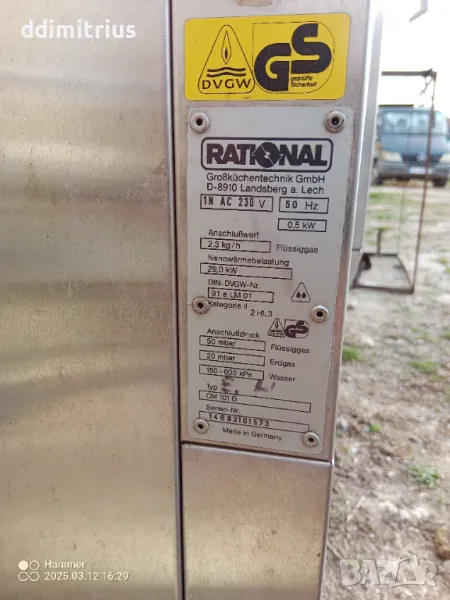 ddimitrius
DVGW
GS
geprüfte
Sicherheit
RATIONAL
Großküchentechnik GmbH
D-8910 Landsberg a. Lech
1N AC 230 V 50 Hz
0,5 kW
Anschlußwert
2,3 kg/h Flüssiggas
Nennwärmebelastung
29,0 kW
DIN-DVGW-Nr.
91 e LM 01
Kategorie II 2 HL3
Anschlußdruck
50 mbar Flüssiggas
20 mbar Erdgas
150-600 kPa Wasser
Typ
CM 101 G
Serien-Nr.
14693101573
Made in Germany
Hammer
2025.03.12 16:29
BAZAR